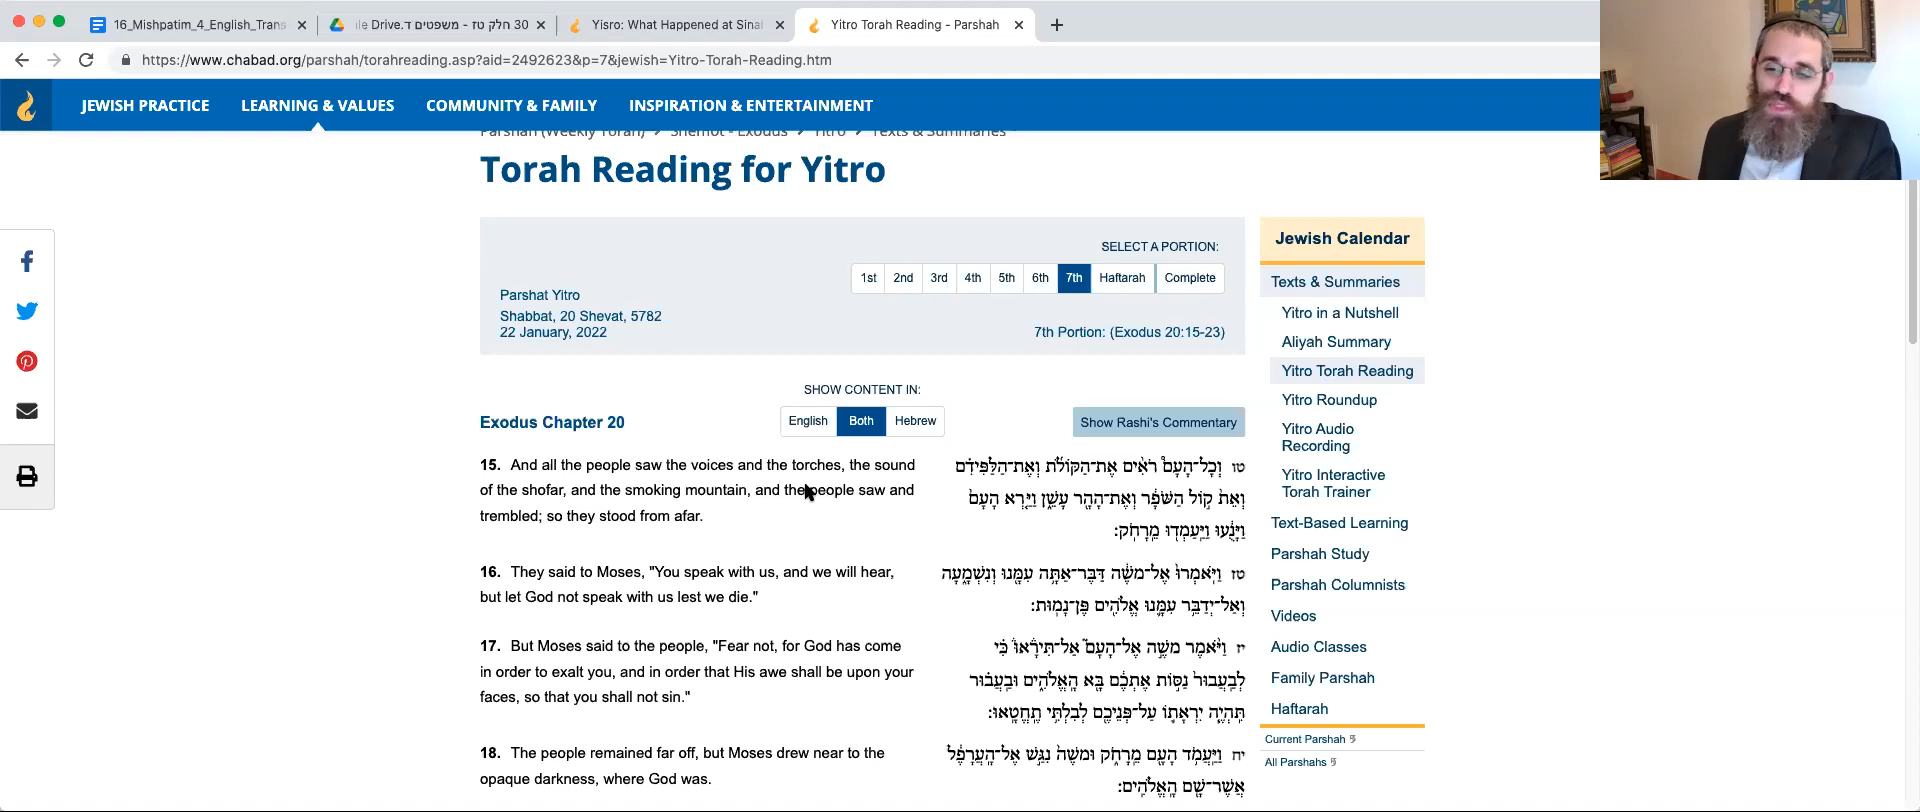 16_Mishpatim_4_English_Trans
30 חלק טז - משפטים ד.le Drive
Yisro: What Happened at Sinai
Yitro Torah Reading - Parshah
https://www.chabad.org/parshah/torahreading.asp?aid=2492623&p=7&jewish=Yitro-Torah-Reading.htm
JEWISH PRACTICE LEARNING & VALUES COMMUNITY & FAMILY INSPIRATION & ENTERTAINMENT
Parshah (Weekly Torah) > Shemot - Exodus > Yitro > Texts & Summaries
Torah Reading for Yitro
SELECT A PORTION:
1st 2nd 3rd 4th 5th 6th 7th Haftarah Complete
Parshat Yitro
Shabbat, 20 Shevat, 5782
22 January, 2022
7th Portion: (Exodus 20:15-23)
SHOW CONTENT IN:
English Both Hebrew
Exodus Chapter 20
Show Rashi's Commentary
15. And all the people saw the voices and the torches, the sound
of the shofar, and the smoking mountain, and the people saw and
trembled; so they stood from afar.
טו וְכָל־הָעָם֩ רֹאִ֨ים אֶת־הַקּוֹלֹ֜ת וְאֶת־הַלַּפִּידִ֗ם
וְאֵת֙ ק֣וֹל הַשֹּׁפָ֔ר וְאֶת־הָהָ֖ר עָשֵׁ֑ן וַיַּ֤רְא הָעָם֙
וַיָּנֻ֔עוּ וַיַּֽעַמְד֖וּ מֵֽרָחֹֽק:
16. They said to Moses, "You speak with us, and we will hear,
but let God not speak with us lest we die."
טז וַיֹּֽאמְרוּ֙ אֶל־משֶׁ֔ה דַּבֶּר־אַתָּ֥ה עִמָּ֖נוּ וְנִשְׁמָ֑עָה
וְאַל־יְדַבֵּ֥ר עִמָּ֛נוּ אֱלֹהִ֖ים פֶּן־נָמֽוּת:
17. But Moses said to the people, "Fear not, for God has come
in order to exalt you, and in order that His awe shall be upon your
faces, so that you shall not sin."
יז וַיֹּ֨אמֶר משֶׁ֣ה אֶל־הָעָם֘ אַל־תִּירָ֒אוּ֒ כִּ֗י
לְבַֽעֲבוּר֙ נַסּ֣וֹת אֶתְכֶ֔ם בָּ֖א הָֽאֱלֹהִ֑ים וּבַֽעֲב֗וּר
תִּֽהְיֶ֧ה יִרְאָת֛וֹ עַל־פְּנֵיכֶ֖ם לְבִלְתִּ֥י תֶֽחֱטָֽאוּ:
18. The people remained far off, but Moses drew near to the
opaque darkness, where God was.
יח וַיַּֽעֲמֹ֥ד הָעָ֖ם מֵֽרָחֹ֑ק וּמשֶׁה֙ נִגַּ֣שׁ אֶל־הָֽעֲרָפֶ֔ל
אֲשֶׁר־שָׁ֖ם הָֽאֱלֹהִֽים:
Jewish Calendar
Texts & Summaries
Yitro in a Nutshell
Aliyah Summary
Yitro Torah Reading
Yitro Roundup
Yitro Audio
Recording
Yitro Interactive
Torah Trainer
Text-Based Learning
Parshah Study
Parshah Columnists
Videos
Audio Classes
Family Parshah
Haftarah
Current Parshah
All Parshahs